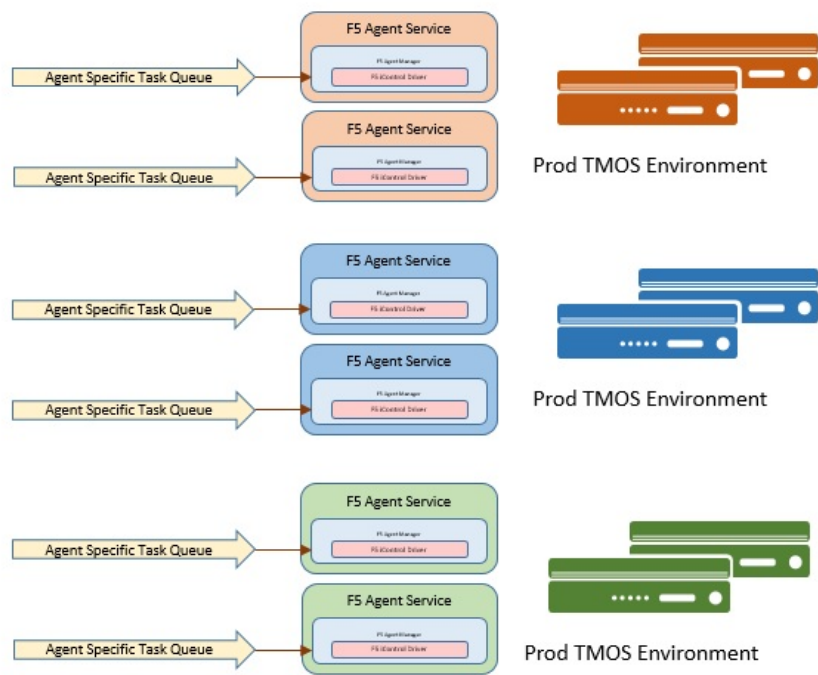 F5 Agent Service
F5 Agent Manager
F5 iControl Driver
Agent Specific Task Queue
F5 Agent Service
F5 Agent Manager
F5 iControl Driver
Agent Specific Task Queue
Prod TMOS Environment
F5 Agent Service
F5 Agent Manager
F5 iControl Driver
Agent Specific Task Queue
F5 Agent Service
F5 Agent Manager
F5 iControl Driver
Agent Specific Task Queue
Prod TMOS Environment
F5 Agent Service
F5 Agent Manager
F5 iControl Driver
Agent Specific Task Queue
F5 Agent Service
F5 Agent Manager
F5 iControl Driver
Agent Specific Task Queue
Prod TMOS Environment